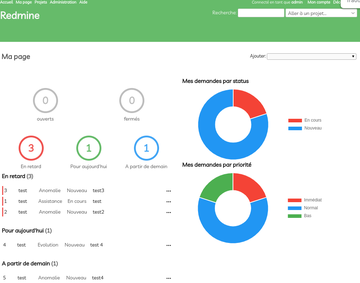 Accueil Ma page Projets Administration Aide
Connecté en tant que admin Mon compte
Redmine
Recherche: Aller à un projet...
Ma page
Ajouter:
0 ouverts
0 fermés
3 En retard
1 Pour aujourd'hui
1 A partir de demain
Mes demandes par status
En cours
Nouveau
Mes demandes par priorité
Immédiat
Normal
Bas
En retard (3)
3 test Anomalie Nouveau test3 ...
1 test Assistance En cours test ...
2 test Anomalie Nouveau test2 ...
Pour aujourd'hui (1)
4 test Evolution Nouveau test 4 ...
A partir de demain (1)
5 test Anomalie Nouveau test4 ...